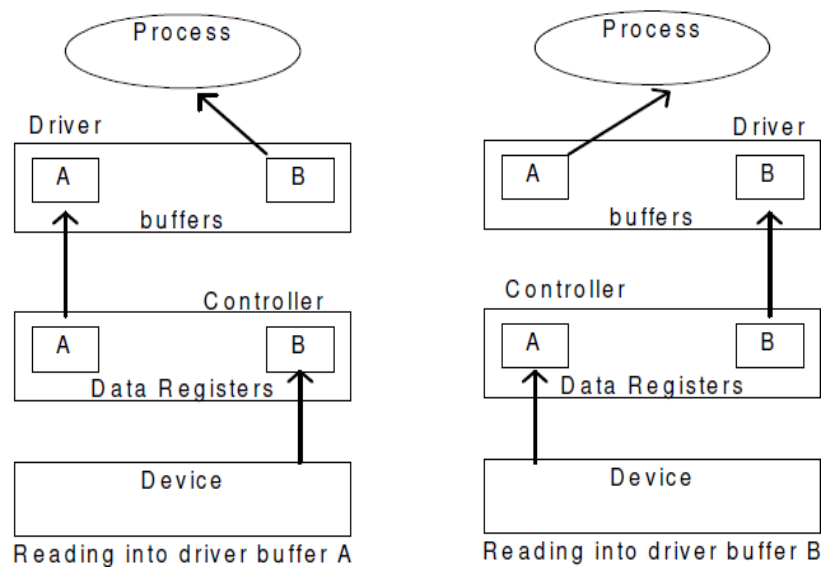 Process
Driver
A B
buffers
Controller
A B
Data Registers
Device
Reading into driver buffer A
Process
Driver
A B
buffers
Controller
A B
Data Registers
Device
Reading into driver buffer B